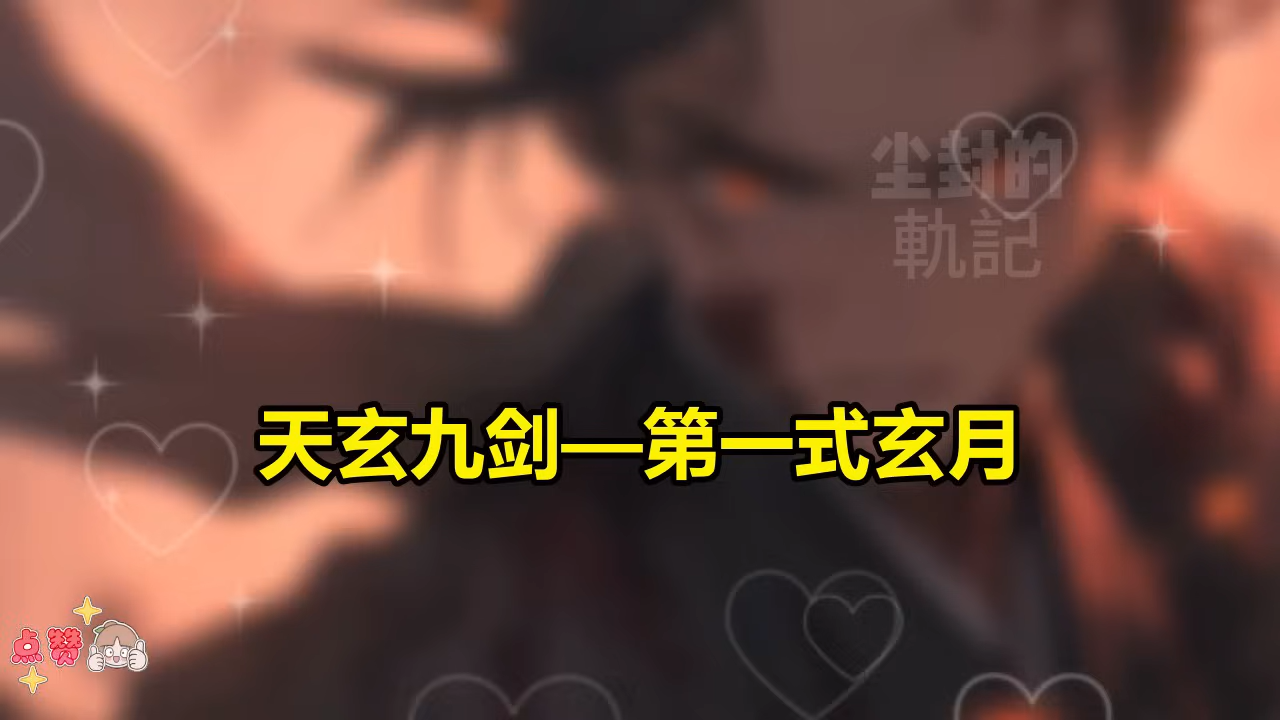 尘封的
軌記
天玄九剑—第一式玄月
点赞